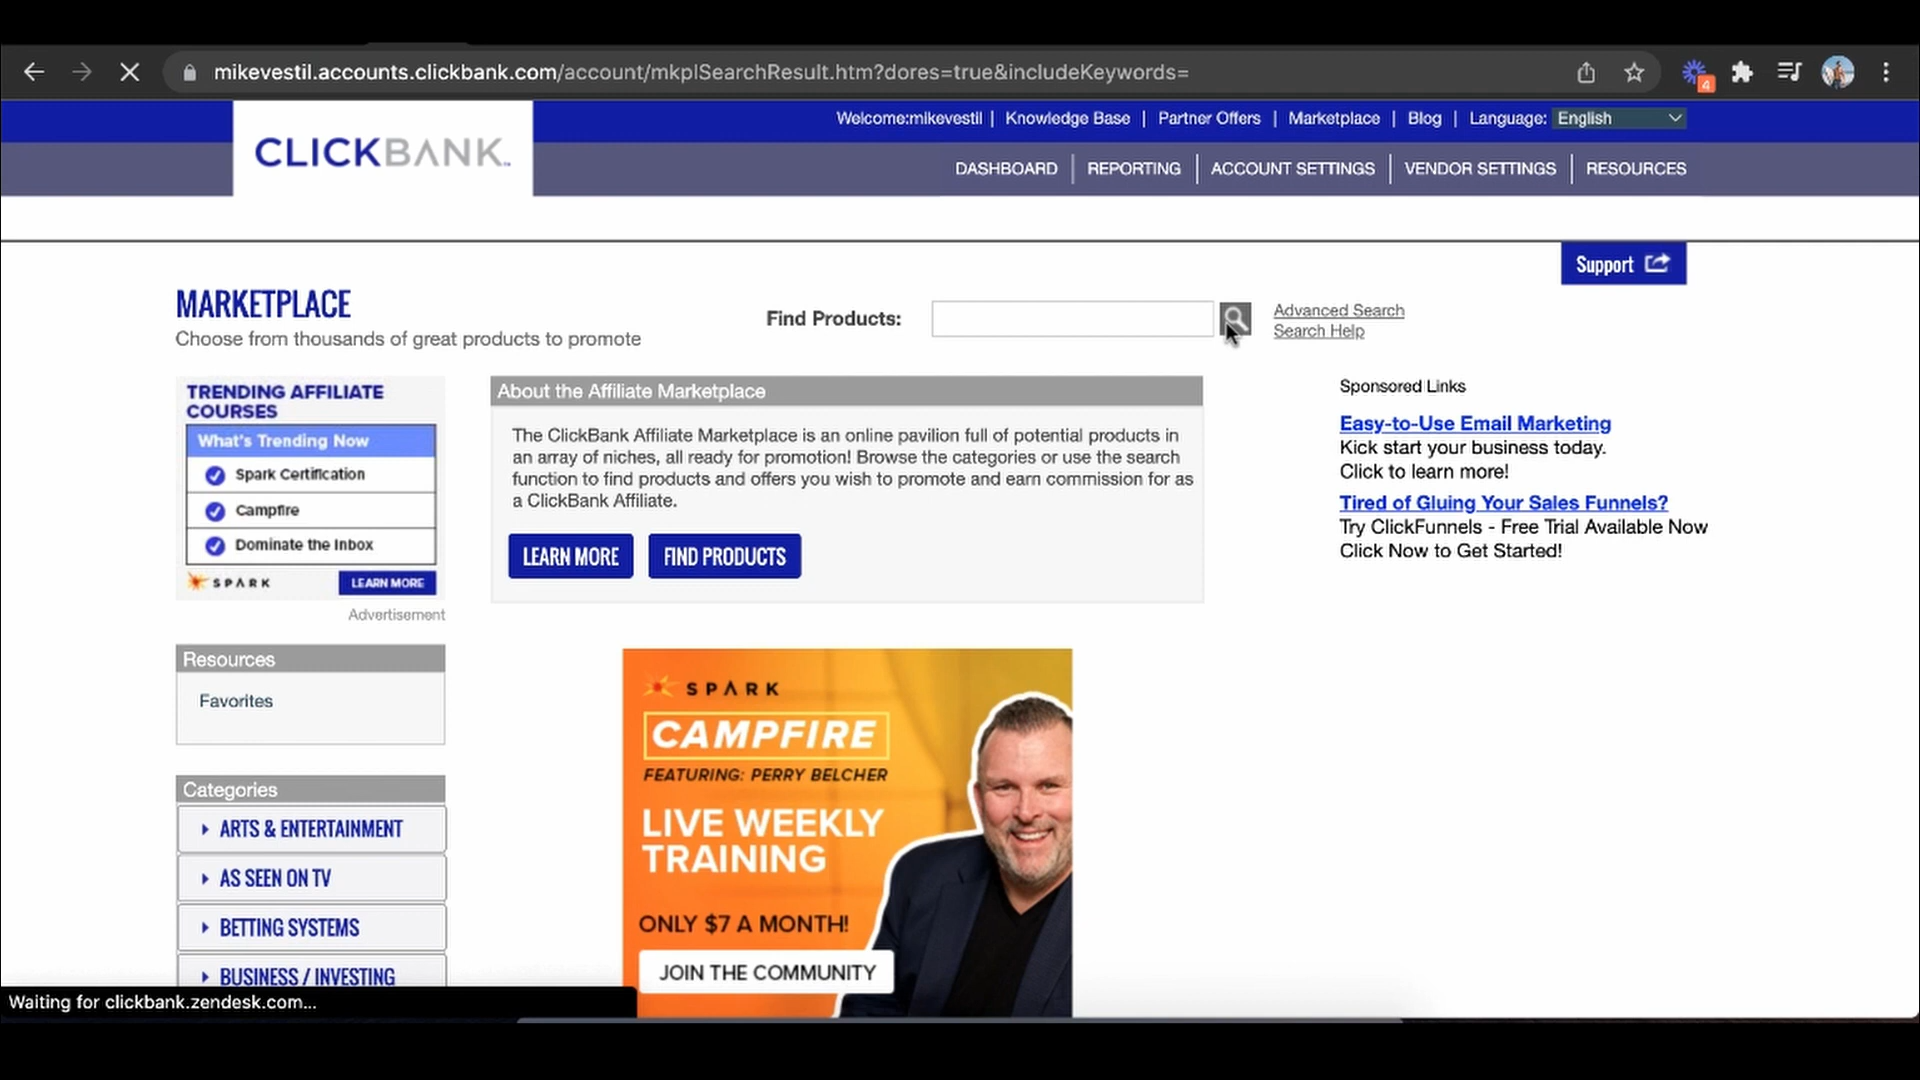 mikevestil.accounts.clickbank.com/account/mkplSearchResult.htm?dores=true&includeKeywords=
4
Welcome:mikevestil | Knowledge Base | Partner Offers | Marketplace | Blog | Language: English
CLICKBANK
DASHBOARD | REPORTING | ACCOUNT SETTINGS | VENDOR SETTINGS | RESOURCES
Support
MARKETPLACE
Choose from thousands of great products to promote
Find Products:
Advanced Search
Search Help
TRENDING AFFILIATE
COURSES
What's Trending Now
Spark Certification
Campfire
Dominate the Inbox
SPARK
LEARN MORE
Advertisement
About the Affiliate Marketplace
The ClickBank Affiliate Marketplace is an online pavilion full of potential products in
an array of niches, all ready for promotion! Browse the categories or use the search
function to find products and offers you wish to promote and earn commission for as
a ClickBank Affiliate.
LEARN MORE
FIND PRODUCTS
Sponsored Links
Easy-to-Use Email Marketing
Kick start your business today.
Click to learn more!
Tired of Gluing Your Sales Funnels?
Try ClickFunnels - Free Trial Available Now
Click Now to Get Started!
Resources
Favorites
Categories
ARTS & ENTERTAINMENT
AS SEEN ON TV
BETTING SYSTEMS
BUSINESS / INVESTING
SPARK
CAMPFIRE
FEATURING: PERRY BELCHER
LIVE WEEKLY
TRAINING
ONLY $7 A MONTH!
JOIN THE COMMUNITY
Waiting for clickbank.zendesk.com...